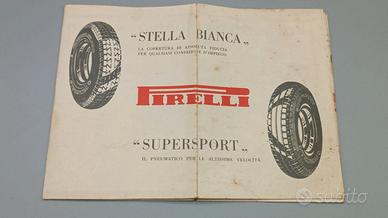 “STELLA BIANCA„
LA COPERTURA DI ASSOLUTA FIDUCIA
PER QUALSIASI CONDIZIONE D'IMPIEGO
PIRELLI
“SUPERSPORT„
IL PNEUMATICO PER LE ALTISSIME VELOCITÀ
subito